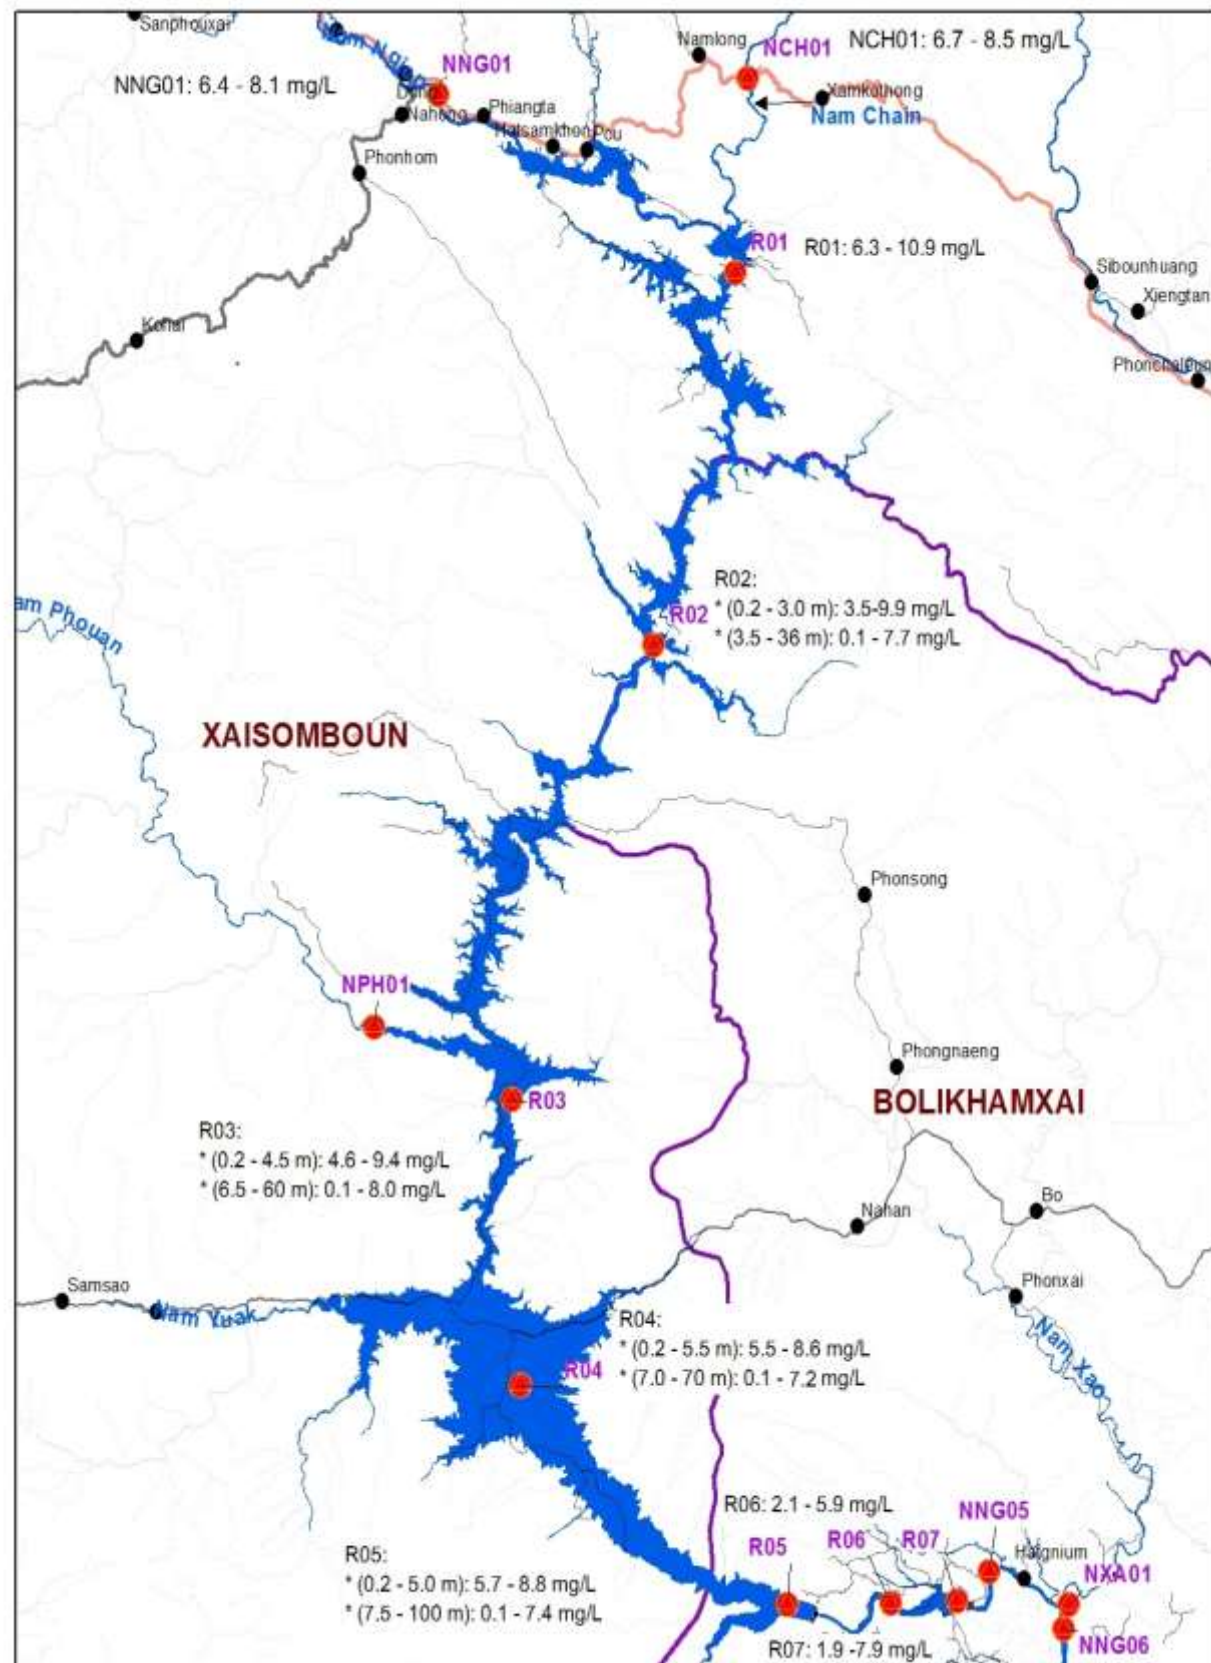 Sanphouxai
Namlong
NCH01
NCH01: 6.7 - 8.5 mg/L
NNG01
NNG01: 6.4 - 8.1 mg/L
Xamkothong
Nam Chain
Phiangta
Nahong
Hatsamkhon
Pou
Phonhom
R01
R01: 6.3 - 10.9 mg/L
Sibounhuang
Xiengtan
Konai
R02:
* (0.2 - 3.0 m): 3.5-9.9 mg/L
* (3.5 - 36 m): 0.1 - 7.7 mg/L
R02
am Phouan
XAISOMBOUN
Phonsong
NPH01
Phongnaeng
BOLIKHAMXAI
R03
R03:
* (0.2 - 4.5 m): 4.6 - 9.4 mg/L
* (6.5 - 60 m): 0.1 - 8.0 mg/L
Bo
Nahan
Samsao
Nam Yuak
Phonxai
Nam Xao
R04:
* (0.2 - 5.5 m): 5.5 - 8.6 mg/L
* (7.0 - 70 m): 0.1 - 7.2 mg/L
R04
R06: 2.1 - 5.9 mg/L
NNG05
R05
R06
R07
Hatgnium
NXA01
R05:
* (0.2 - 5.0 m): 5.7 - 8.8 mg/L
* (7.5 - 100 m): 0.1 - 7.4 mg/L
R07: 1.9 -7.9 mg/L
NNG06